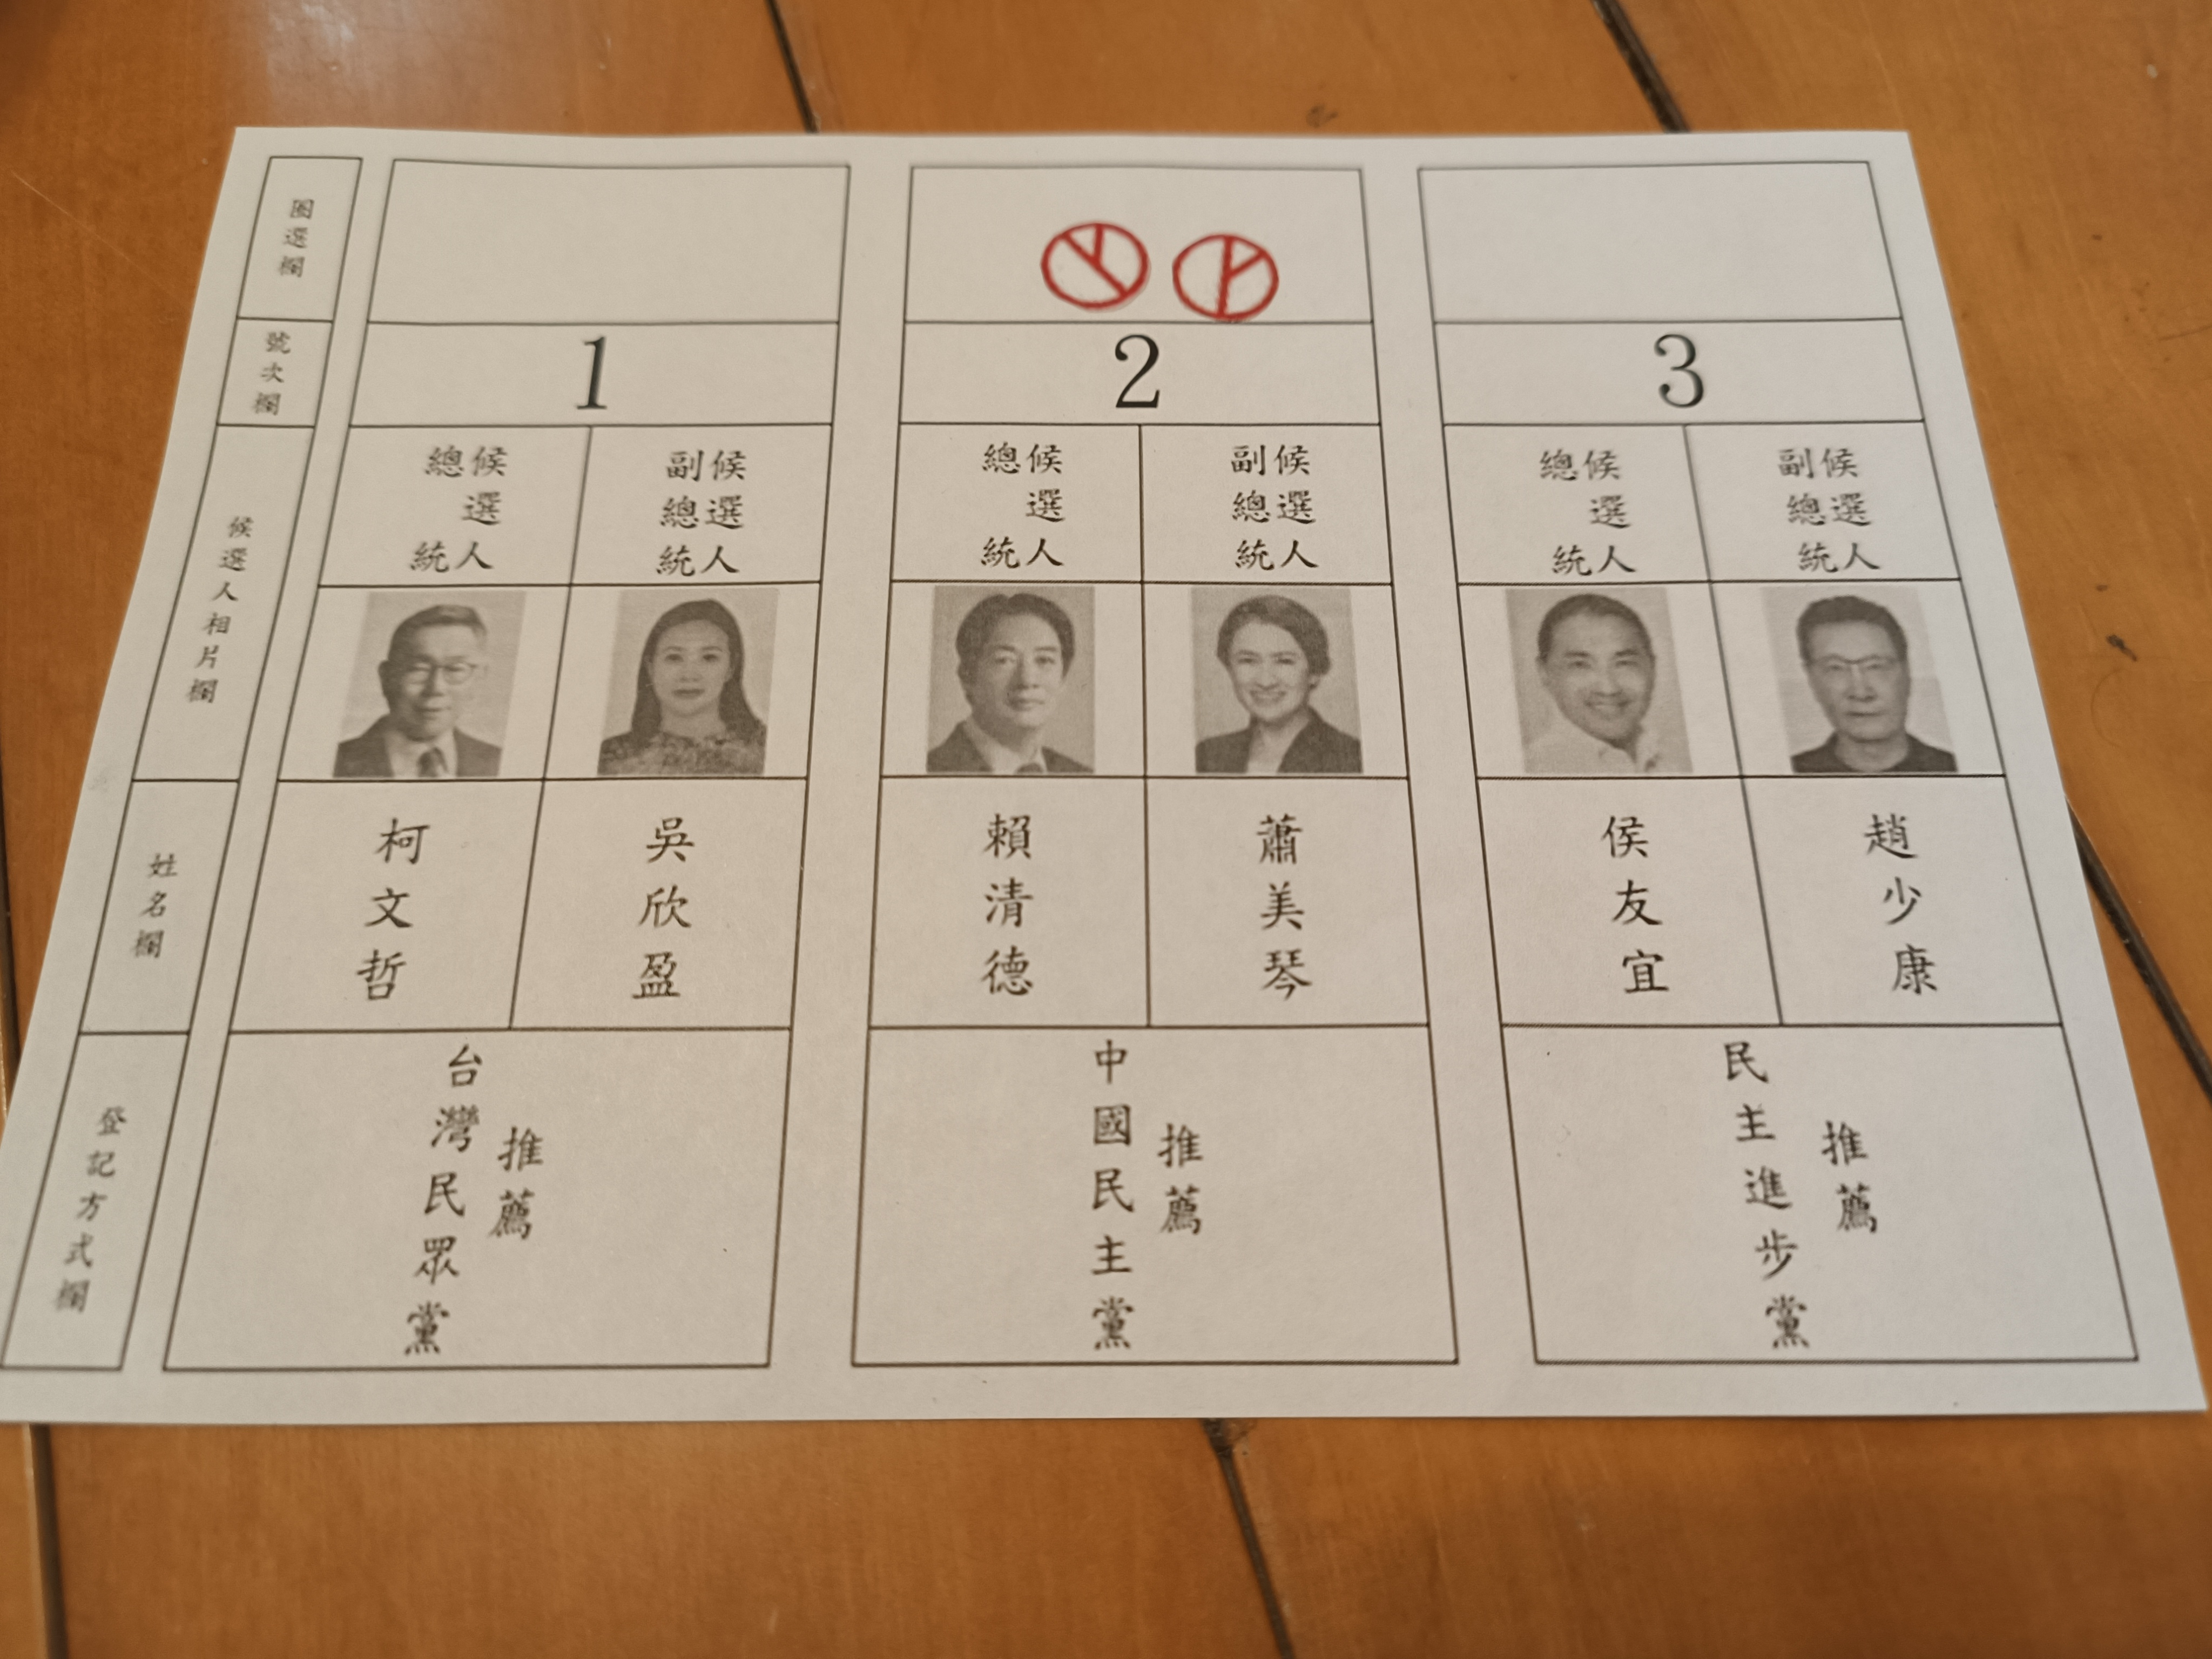 圈選欄
號次欄
候選人相片欄
姓名欄
登記方式欄
1
總統候選人
副總統候選人
柯文哲
吳欣盈
台灣民眾黨
推薦
2
總統候選人
副總統候選人
賴清德
蕭美琴
中國民主黨
推薦
3
總統候選人
副總統候選人
侯友宜
趙少康
民主進步黨
推薦